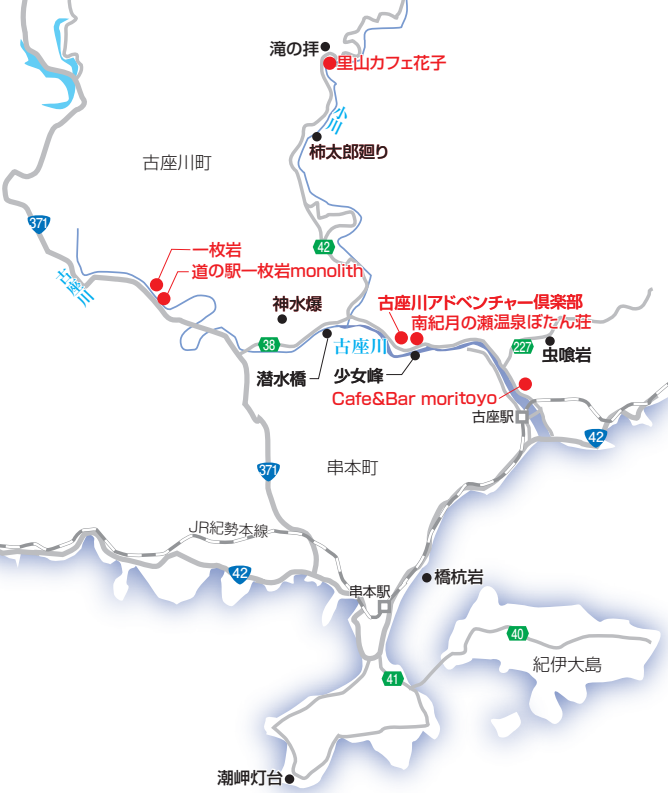 滝の拝
里山カフェ花子
小川
柿太郎廻り
古座川町
371
42
一枚岩
道の駅一枚岩monolith
古座川
神水爆
古座川アドベンチャー倶楽部
南紀月の瀬温泉ぼたん荘
38
古座川
227
虫喰岩
潜水橋
少女峰
Cafe&Bar moritoyo
古座駅
42
371
串本町
JR紀勢本線
42
橋杭岩
串本駅
40
紀伊大島
41
潮岬灯台